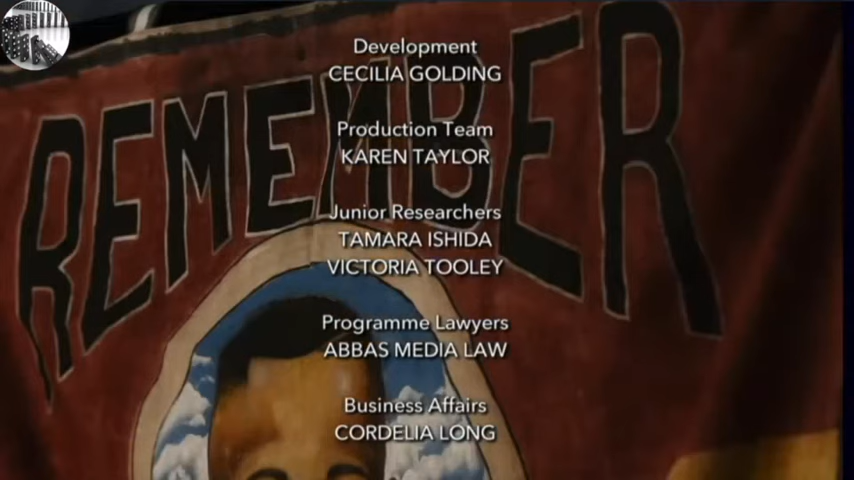 REMEMBER
Development
CECILIA GOLDING
Production Team
KAREN TAYLOR
Junior Researchers
TAMARA ISHIDA
VICTORIA TOOLEY
Programme Lawyers
ABBAS MEDIA LAW
Business Affairs
CORDELIA LONG